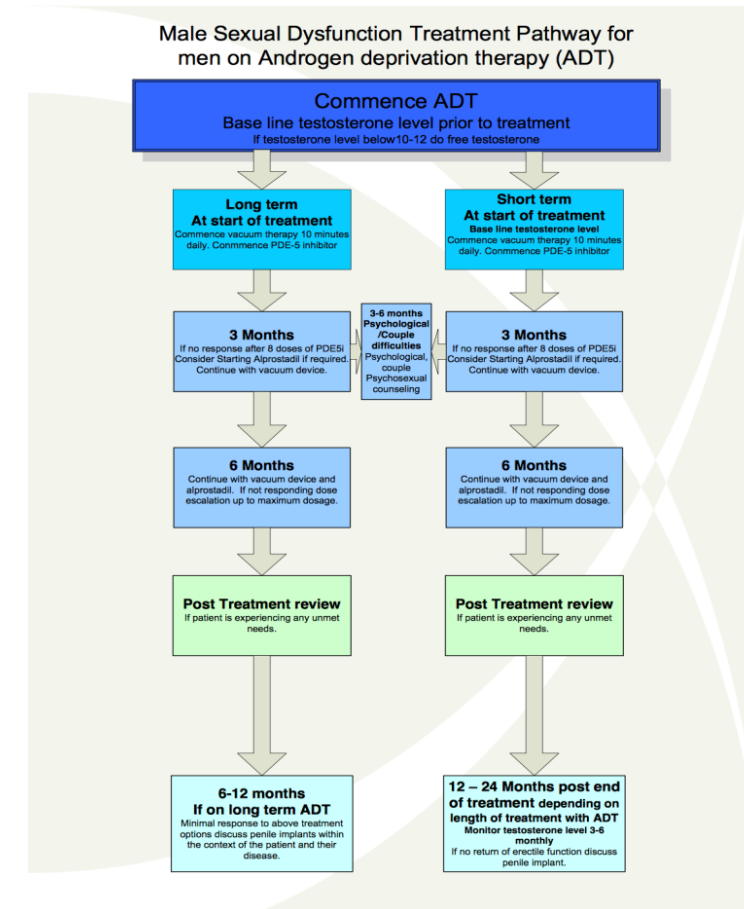 Male Sexual Dysfunction Treatment Pathway for
men on Androgen deprivation therapy (ADT)
Commence ADT
Base line testosterone level prior to treatment
If testosterone level below10-12 do free testosterone
Long term
At start of treatment
Commence vacuum therapy 10 minutes
daily. Conmmence PDE-5 inhibitor
Short term
At start of treatment
Base line testosterone level
Commence vacuum therapy 10 minutes
daily. Conmmence PDE-5 inhibitor
3 Months
If no response after 8 doses of PDE5i
Consider Starting Alprostadil if required.
Continue with vacuum device.
3-6 months
Psychological
/Couple
difficulties
Psychological,
couple
Psychosexual
counseling
3 Months
If no response after 8 doses of PDE5i
Consider Starting Alprostadil if required.
Continue with vacuum device.
6 Months
Continue with vacuum device and
alprostadil. If not responding dose
escalation up to maximum dosage.
6 Months
Continue with vacuum device and
alprostadil. If not responding dose
escalation up to maximum dosage.
Post Treatment review
If patient is experiencing any unmet
needs.
Post Treatment review
If patient is experiencing any unmet
needs.
6-12 months
If on long term ADT
Minimal response to above treatment
options discuss penile implants within
the context of the patient and their
disease.
12 – 24 Months post end
of treatment depending on
length of treatment with ADT
Monitor testosterone level 3-6
monthly
If no return of erectile function discuss
penile implant.